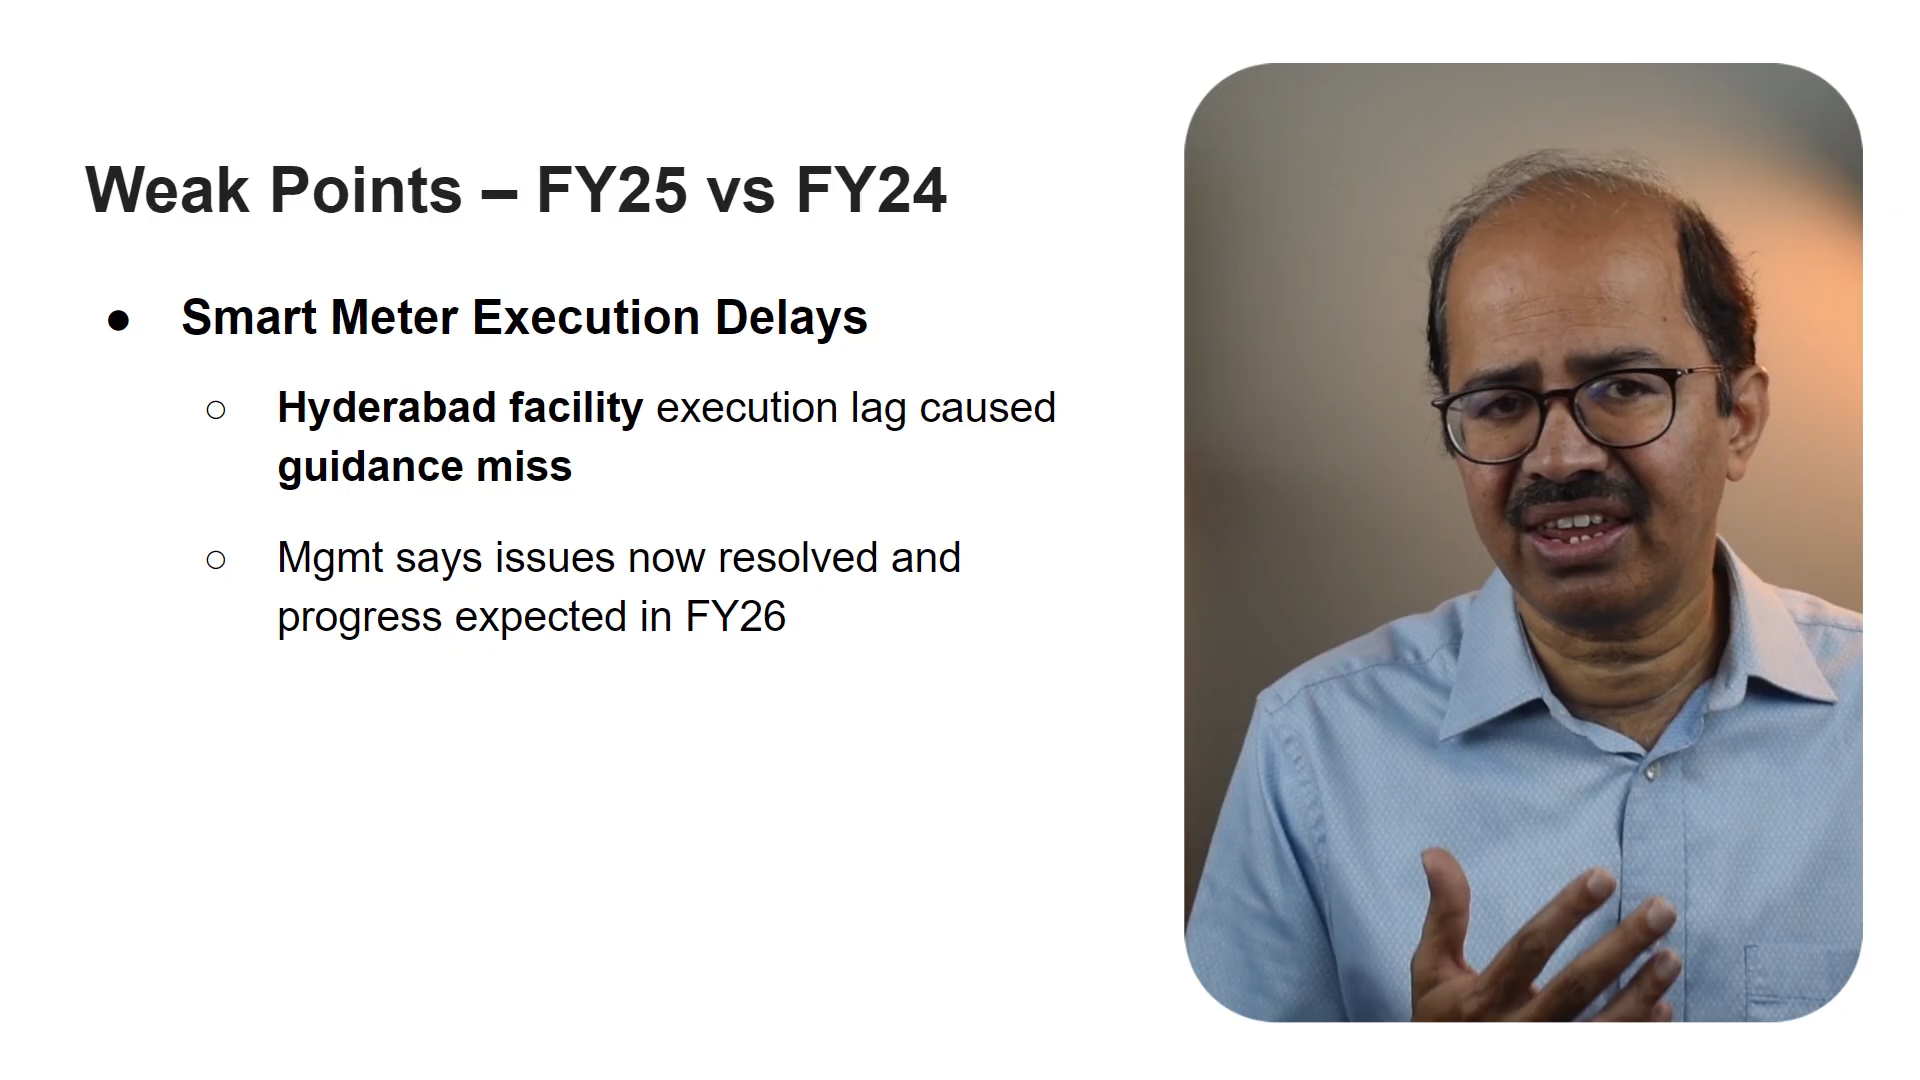 Weak Points – FY25 vs FY24
● Smart Meter Execution Delays
○ Hyderabad facility execution lag caused
guidance miss
○ Mgmt says issues now resolved and
progress expected in FY26